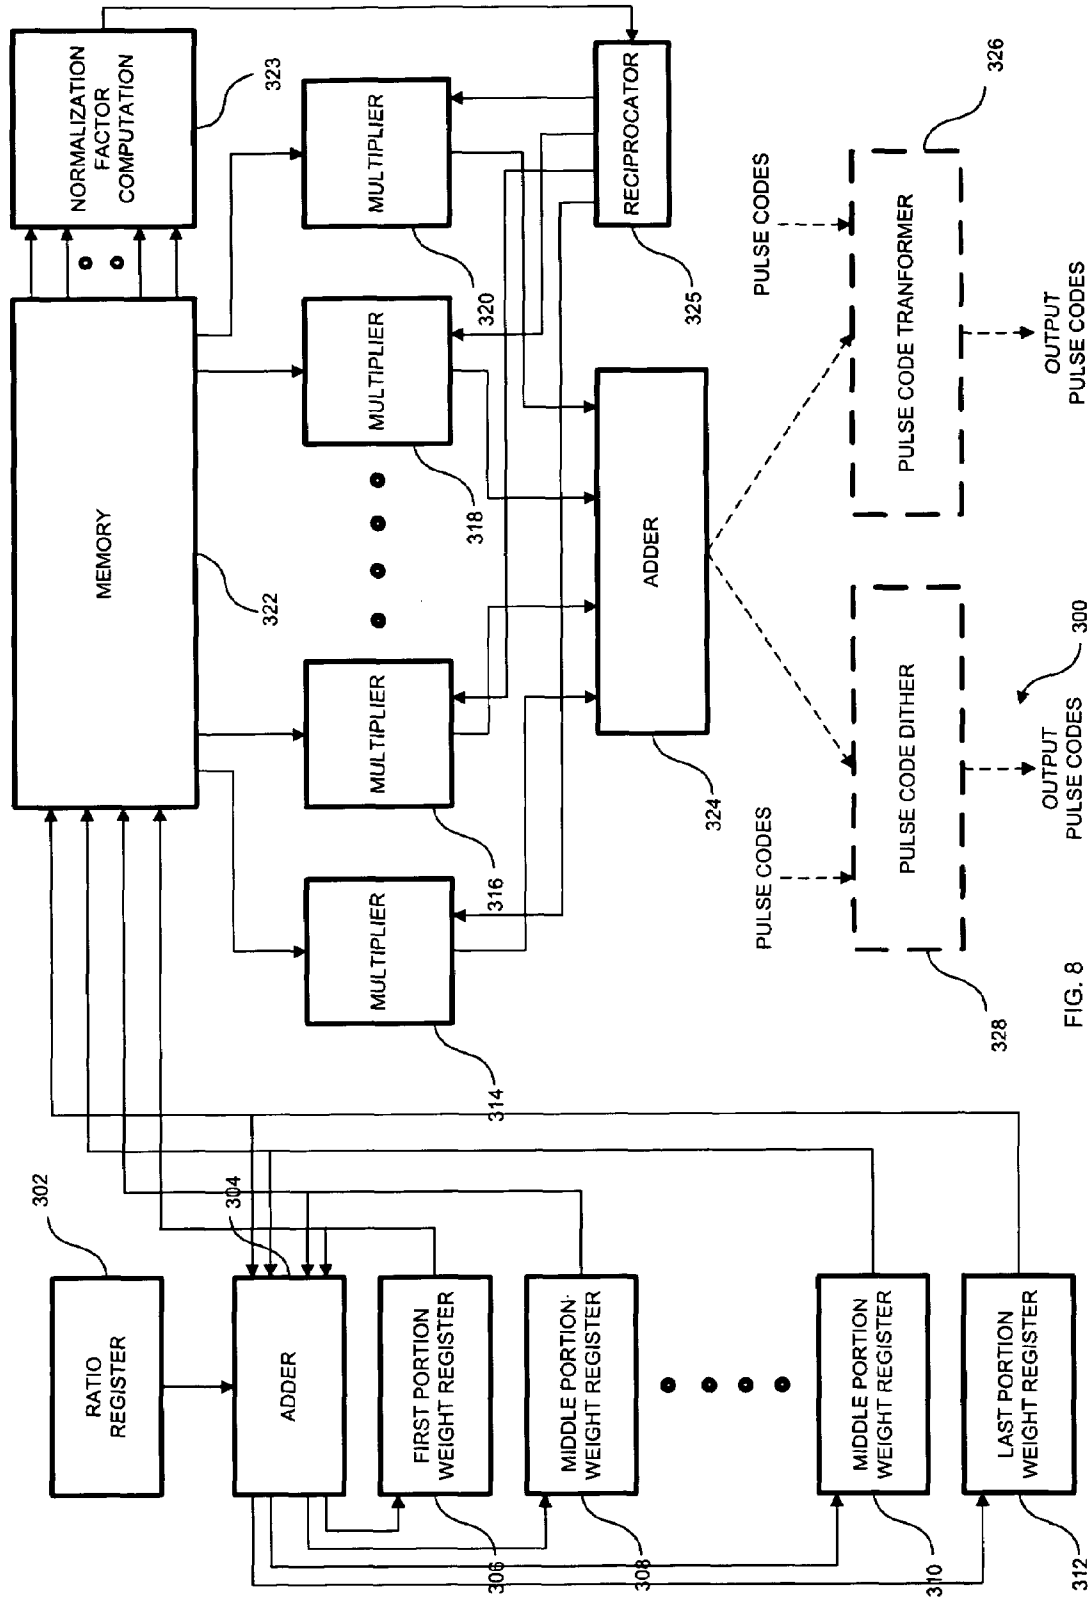 302
RATIO
REGISTER
304
ADDER
FIRST PORTION
WEIGHT REGISTER
306
MIDDLE PORTION
WEIGHT REGISTER
308
MIDDLE PORTION
WEIGHT REGISTER
310
LAST PORTION
WEIGHT REGISTER
312
MEMORY
322
NORMALIZATION
FACTOR
COMPUTATION
323
MULTIPLIER
314
MULTIPLIER
316
MULTIPLIER
318
MULTIPLIER
320
RECIPROCATOR
325
ADDER
324
PULSE CODES
PULSE CODE DITHER
328
OUTPUT
PULSE CODES
300
PULSE CODES
PULSE CODE TRANFORMER
326
OUTPUT
PULSE CODES
FIG. 8